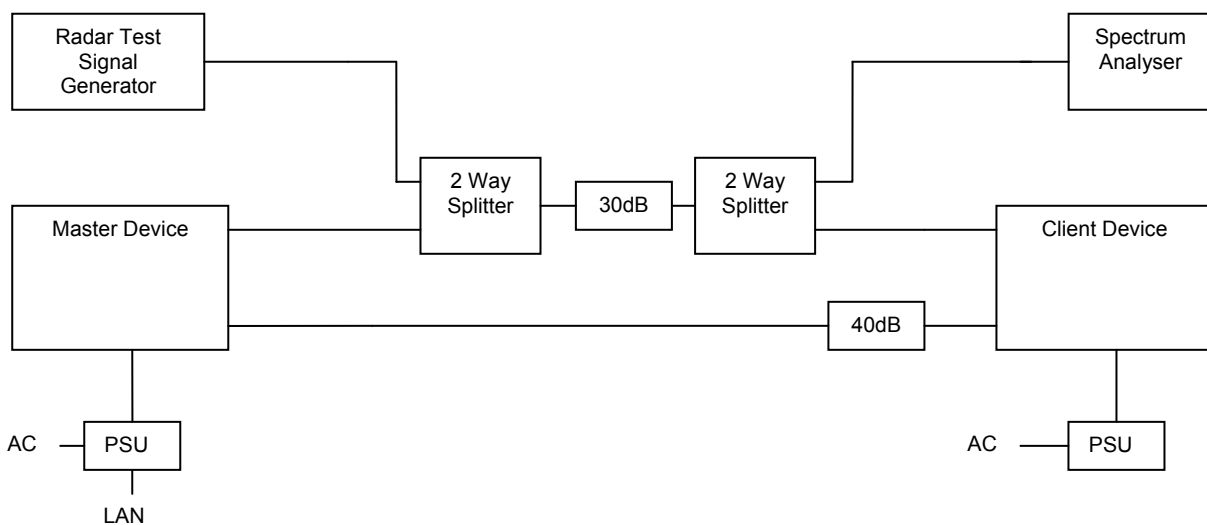 Radar Test
Signal
Generator
Spectrum
Analyser
2 Way
Splitter
30dB
2 Way
Splitter
Master Device
Client Device
40dB
AC
PSU
LAN
AC
PSU